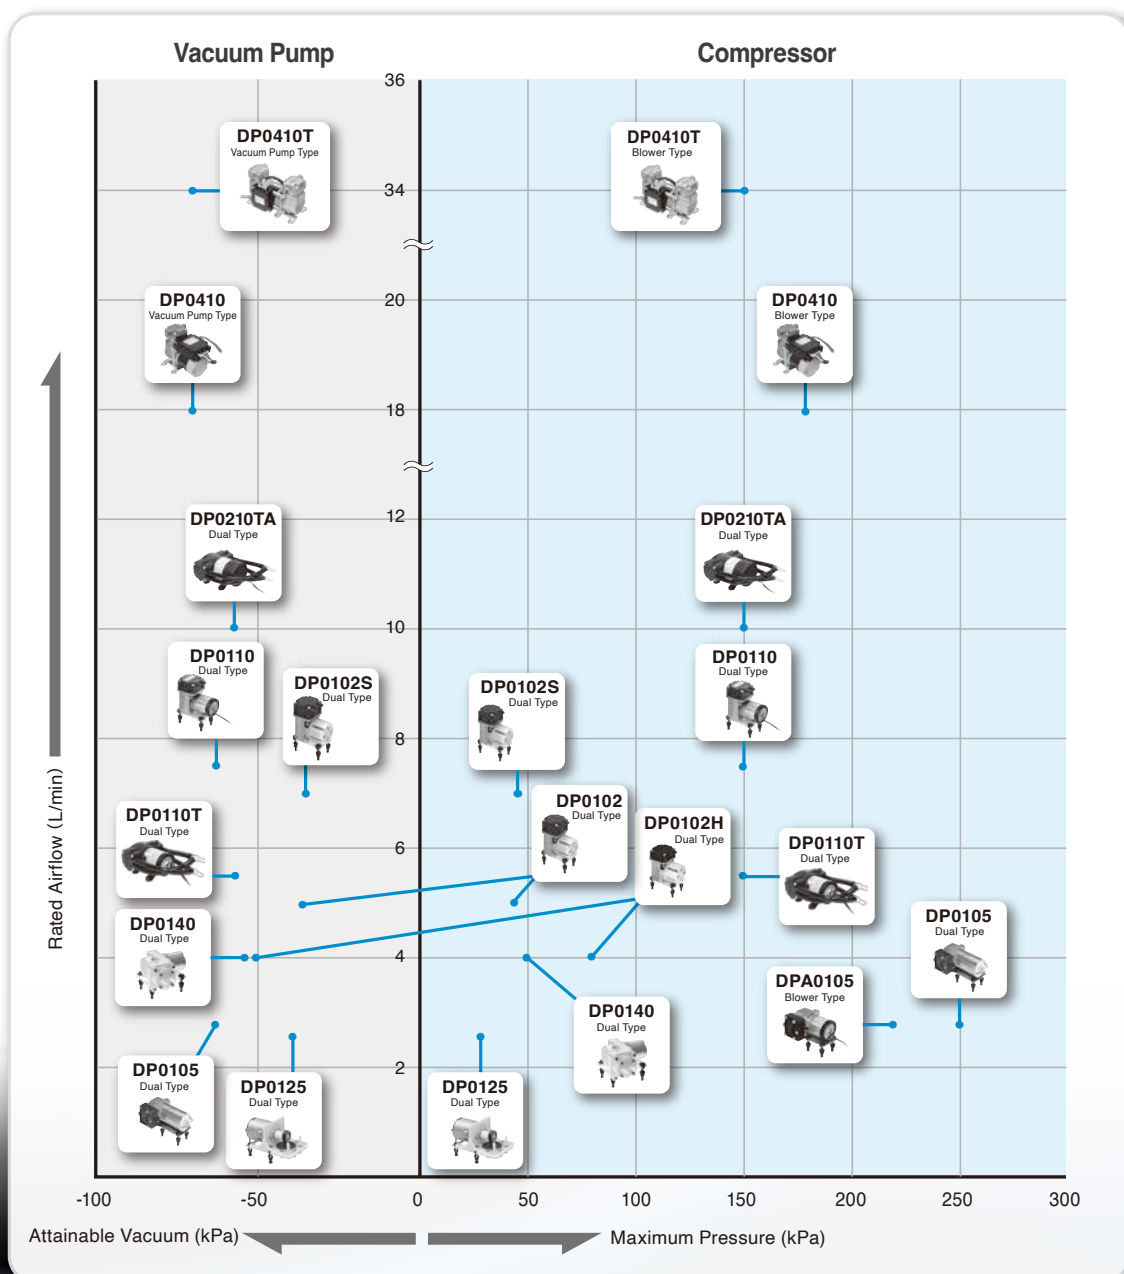 Vacuum Pump
Compressor
36
DP0410T
Vacuum Pump Type
DP0410T
Blower Type
34
DP0410
Vacuum Pump Type
20
DP0410
Blower Type
18
12
DP0210TA
Dual Type
DP0210TA
Dual Type
10
DP0110
Dual Type
DP0102S
Dual Type
DP0102S
Dual Type
DP0110
Dual Type
8
DP0110T
Dual Type
DP0102
Dual Type
DP0102H
Dual Type
DP0110T
Dual Type
6
DP0140
Dual Type
DP0105
Dual Type
4
DPA0105
Blower Type
DP0140
Dual Type
DP0105
Dual Type
2
DP0125
Dual Type
DP0125
Dual Type
Rated Airflow (L/min)
-100
-50
0
50
100
150
200
250
300
Attainable Vacuum (kPa)
Maximum Pressure (kPa)